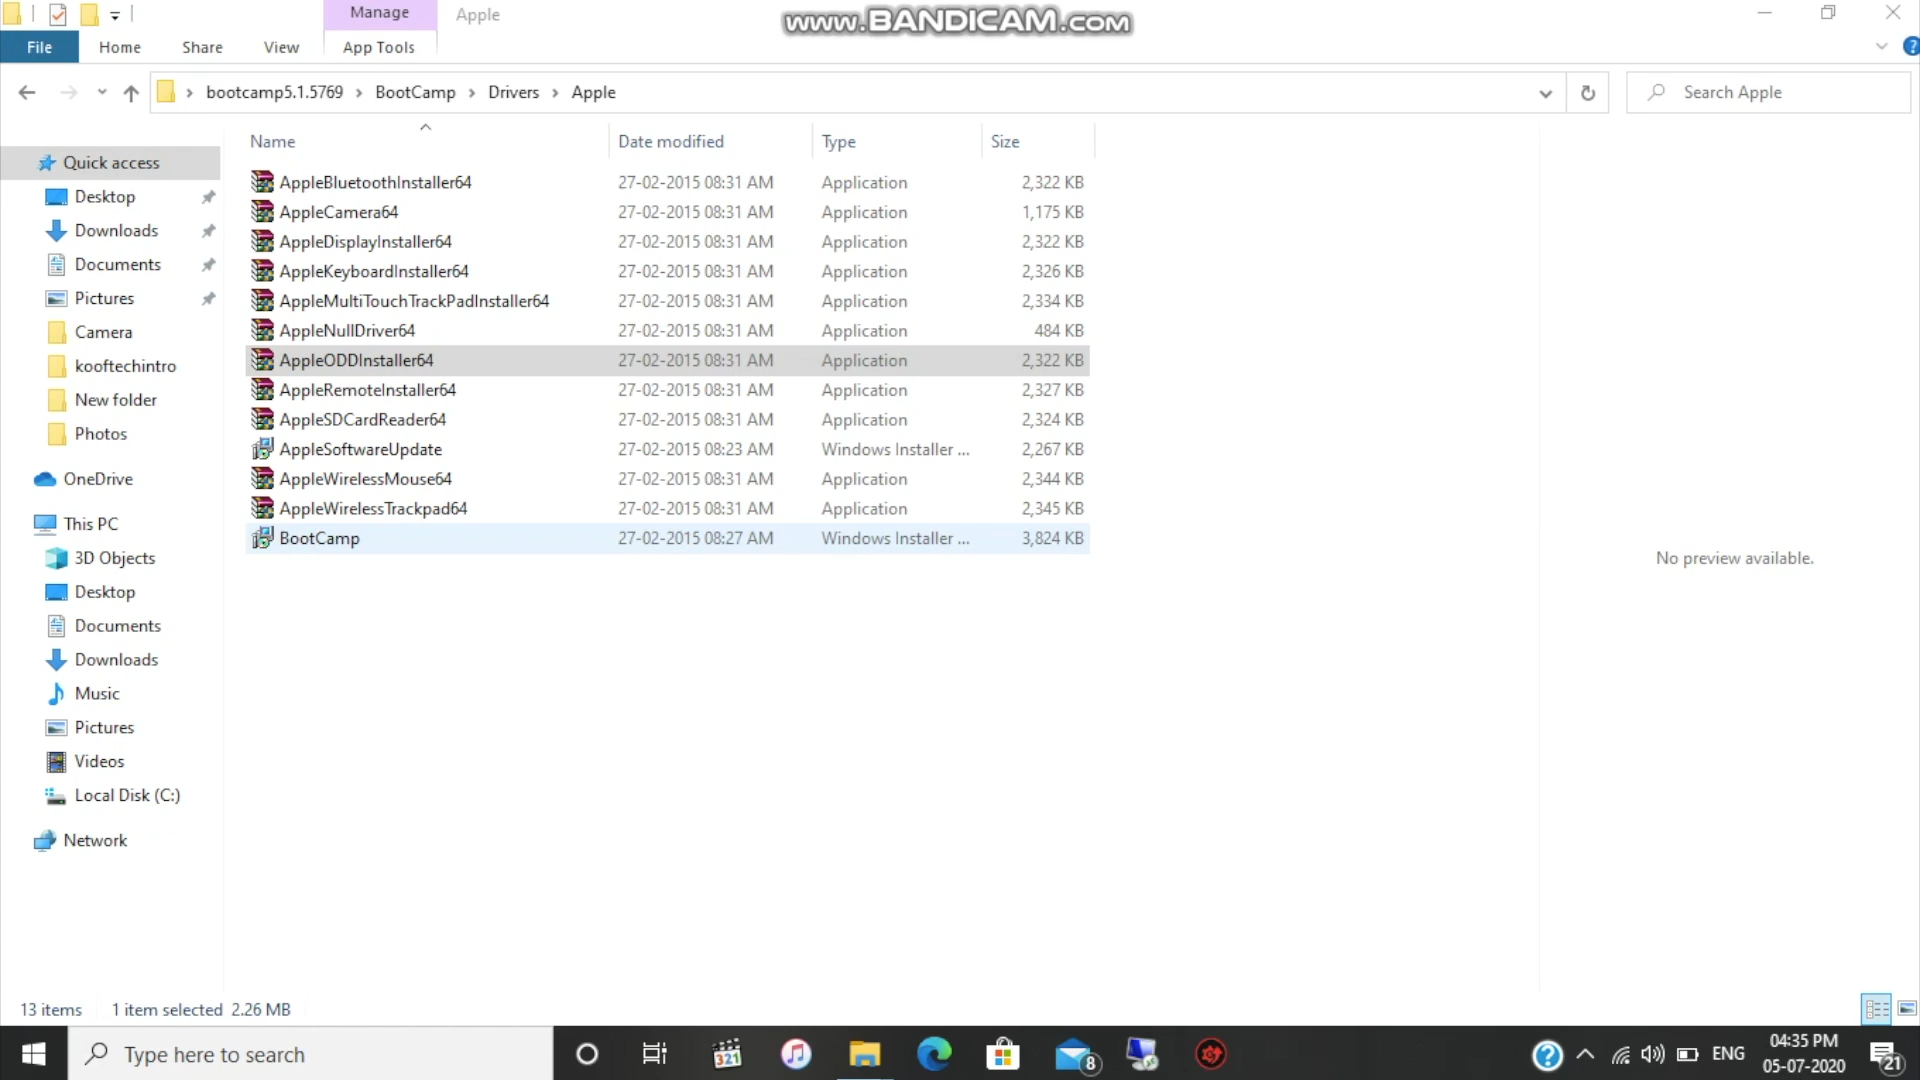 Manage
Apple
www.BANDICAM.com
File
Home
Share
View
App Tools
bootcamp5.1.5769 > BootCamp > Drivers > Apple
Search Apple
Name
Date modified
Type
Size
Quick access
Desktop
Downloads
Documents
Pictures
Camera
kooftechintro
New folder
Photos
OneDrive
This PC
3D Objects
Desktop
Documents
Downloads
Music
Pictures
Videos
Local Disk (C:)
Network
AppleBluetoothInstaller64 27-02-2015 08:31 AM Application 2,322 KB
AppleCamera64 27-02-2015 08:31 AM Application 1,175 KB
AppleDisplayInstaller64 27-02-2015 08:31 AM Application 2,322 KB
AppleKeyboardInstaller64 27-02-2015 08:31 AM Application 2,326 KB
AppleMultiTouchTrackPadInstaller64 27-02-2015 08:31 AM Application 2,334 KB
AppleNullDriver64 27-02-2015 08:31 AM Application 484 KB
AppleODDInstaller64 27-02-2015 08:31 AM Application 2,322 KB
AppleRemoteInstaller64 27-02-2015 08:31 AM Application 2,327 KB
AppleSDCardReader64 27-02-2015 08:31 AM Application 2,324 KB
AppleSoftwareUpdate 27-02-2015 08:23 AM Windows Installer ... 2,267 KB
AppleWirelessMouse64 27-02-2015 08:31 AM Application 2,344 KB
AppleWirelessTrackpad64 27-02-2015 08:31 AM Application 2,345 KB
BootCamp 27-02-2015 08:27 AM Windows Installer ... 3,824 KB
No preview available.
13 items
1 item selected 2.26 MB
Type here to search
321
8
ENG
04:35 PM
05-07-2020
21